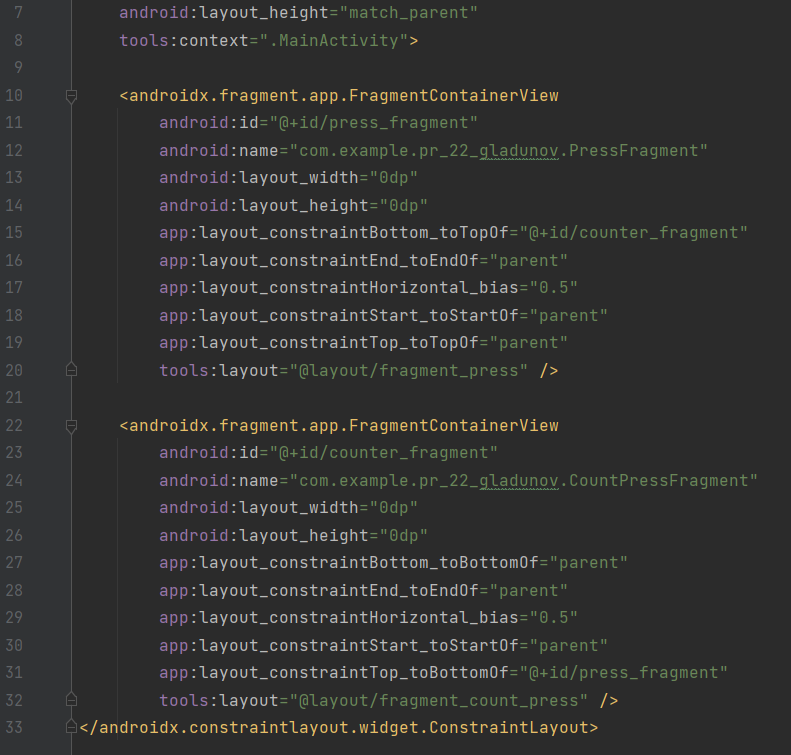 7 android:layout_height="match_parent"
8 tools:context=".MainActivity">
9
10 <androidx.fragment.app.FragmentContainerView
11 android:id="@+id/press_fragment"
12 android:name="com.example.pr_22_gladunov.PressFragment"
13 android:layout_width="0dp"
14 android:layout_height="0dp"
15 app:layout_constraintBottom_toTopOf="@+id/counter_fragment"
16 app:layout_constraintEnd_toEndOf="parent"
17 app:layout_constraintHorizontal_bias="0.5"
18 app:layout_constraintStart_toStartOf="parent"
19 app:layout_constraintTop_toTopOf="parent"
20 tools:layout="@layout/fragment_press" />
21
22 <androidx.fragment.app.FragmentContainerView
23 android:id="@+id/counter_fragment"
24 android:name="com.example.pr_22_gladunov.CountPressFragment"
25 android:layout_width="0dp"
26 android:layout_height="0dp"
27 app:layout_constraintBottom_toBottomOf="parent"
28 app:layout_constraintEnd_toEndOf="parent"
29 app:layout_constraintHorizontal_bias="0.5"
30 app:layout_constraintStart_toStartOf="parent"
31 app:layout_constraintTop_toBottomOf="@+id/press_fragment"
32 tools:layout="@layout/fragment_count_press" />
33 </androidx.constraintlayout.widget.ConstraintLayout>